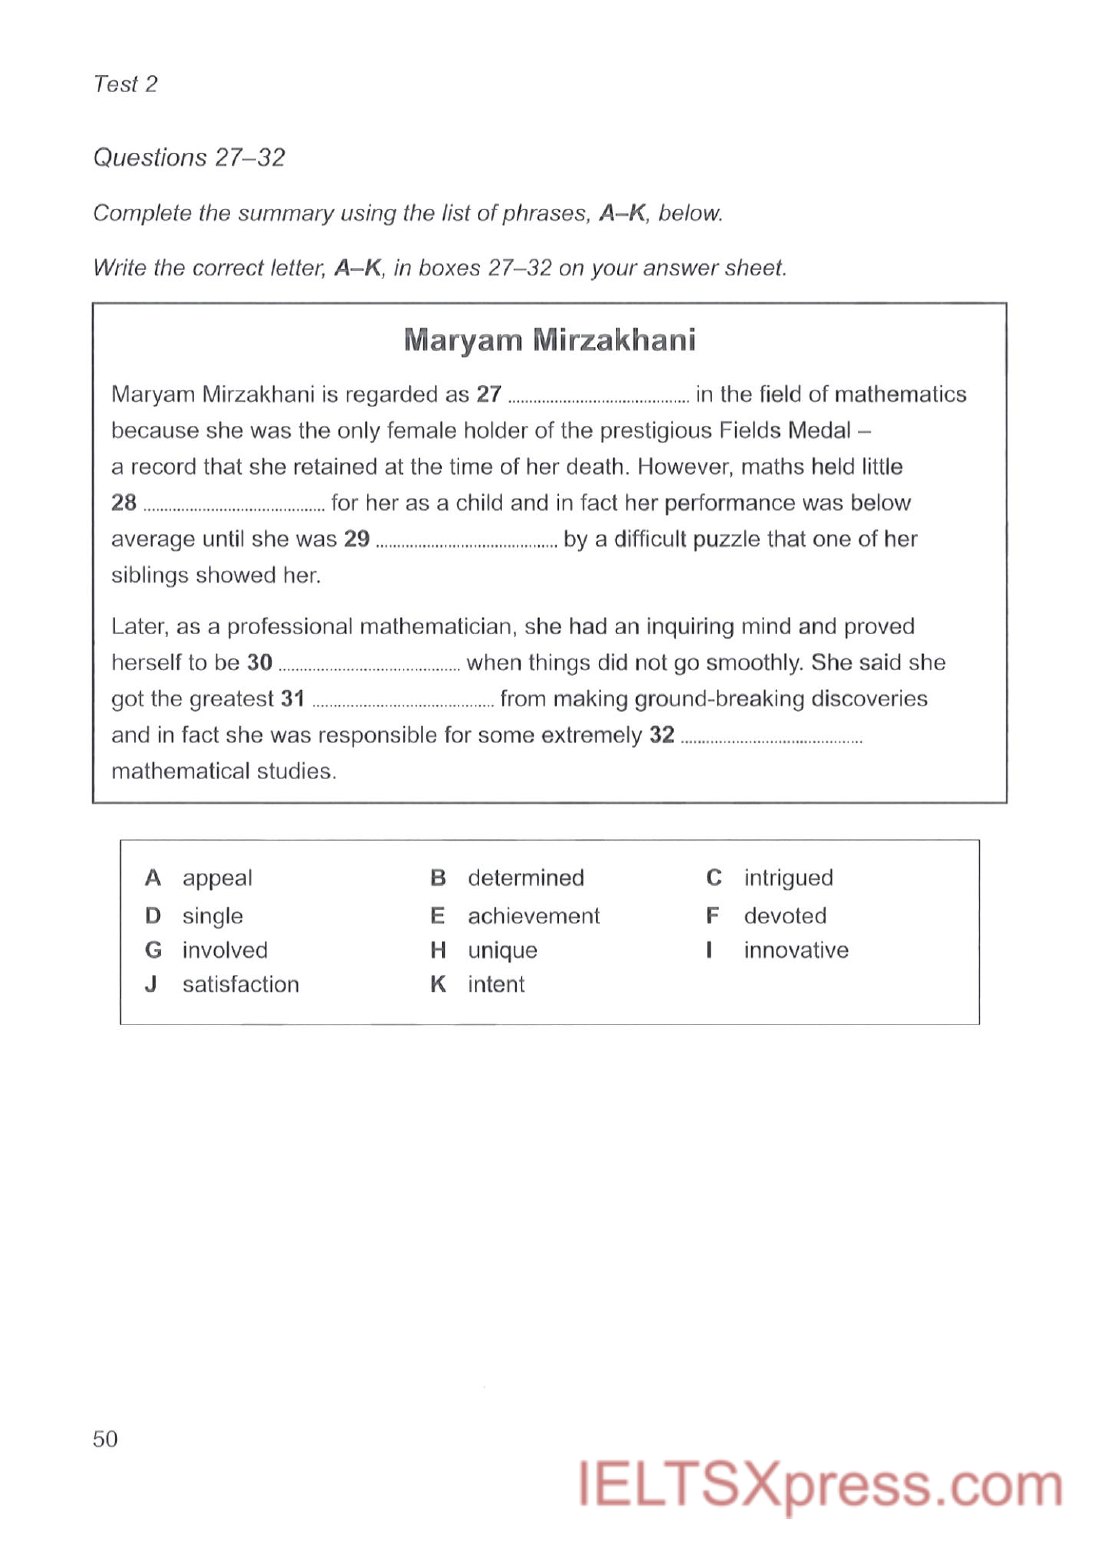 Test 2
Questions 27–32
Complete the summary using the list of phrases, A–K, below.
Write the correct letter, A–K, in boxes 27–32 on your answer sheet.
Maryam Mirzakhani
Maryam Mirzakhani is regarded as 27 ........................................ in the field of mathematics
because she was the only female holder of the prestigious Fields Medal –
a record that she retained at the time of her death. However, maths held little
28 ........................................ for her as a child and in fact her performance was below
average until she was 29 ........................................ by a difficult puzzle that one of her
siblings showed her.
Later, as a professional mathematician, she had an inquiring mind and proved
herself to be 30 ........................................ when things did not go smoothly. She said she
got the greatest 31 ........................................ from making ground-breaking discoveries
and in fact she was responsible for some extremely 32 ........................................
mathematical studies.
A appeal B determined C intrigued
D single E achievement F devoted
G involved H unique I innovative
J satisfaction K intent
50
IELTSXpress.com